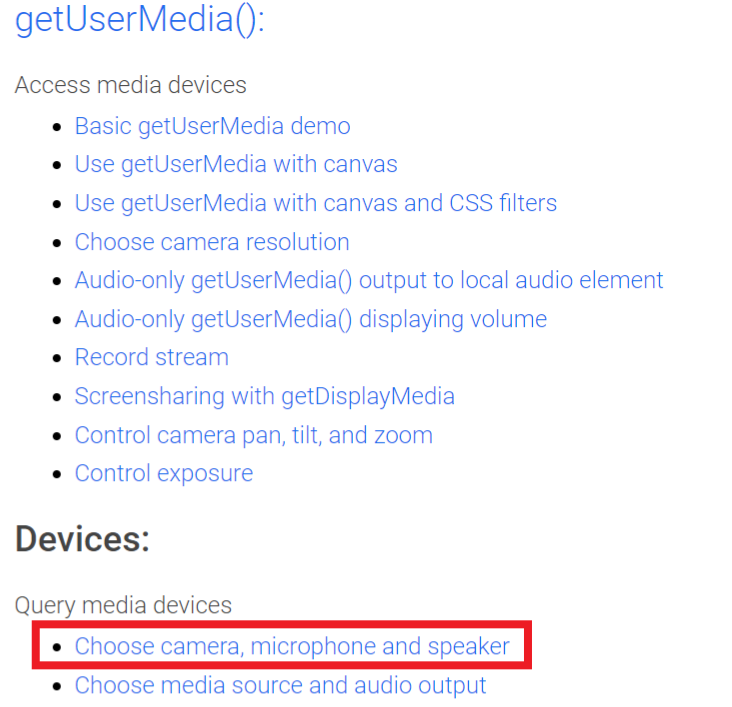 getUserMedia():
Access media devices
Basic getUserMedia demo
Use getUserMedia with canvas
Use getUserMedia with canvas and CSS filters
Choose camera resolution
Audio-only getUserMedia() output to local audio element
Audio-only getUserMedia() displaying volume
Record stream
Screensharing with getDisplayMedia
Control camera pan, tilt, and zoom
Control exposure
Devices:
Query media devices
Choose camera, microphone and speaker
Choose media source and audio output